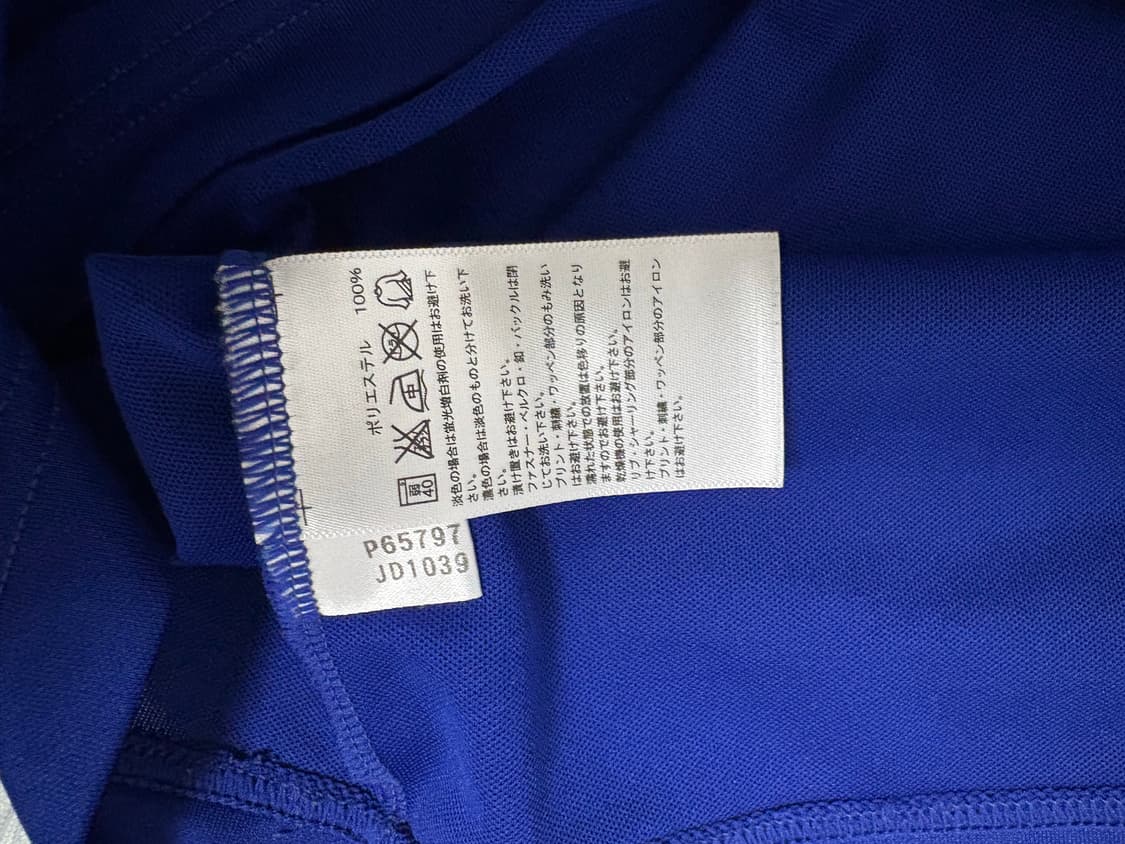 ポリエステル 100%
弱
40
中
淡色の場合は蛍光増白剤の使用はお避け下
さい。
濃色の場合は淡色のものと分けてお洗い下
さい。
漬け置きはお避け下さい。
ファスナー・ベルクロ・釦・バックルは閉
じてお洗い下さい。
プリント・刺繍・ワッペン部分のもみ洗い
はお避け下さい。
濡れた状態での放置は色移りの原因となり
ますのでお避け下さい。
乾燥機の使用はお避け下さい。
リブ・シャーリング部分のアイロンはお避
け下さい。
プリント・刺繍・ワッペン部分のアイロン
はお避け下さい。
P65797
JD1039